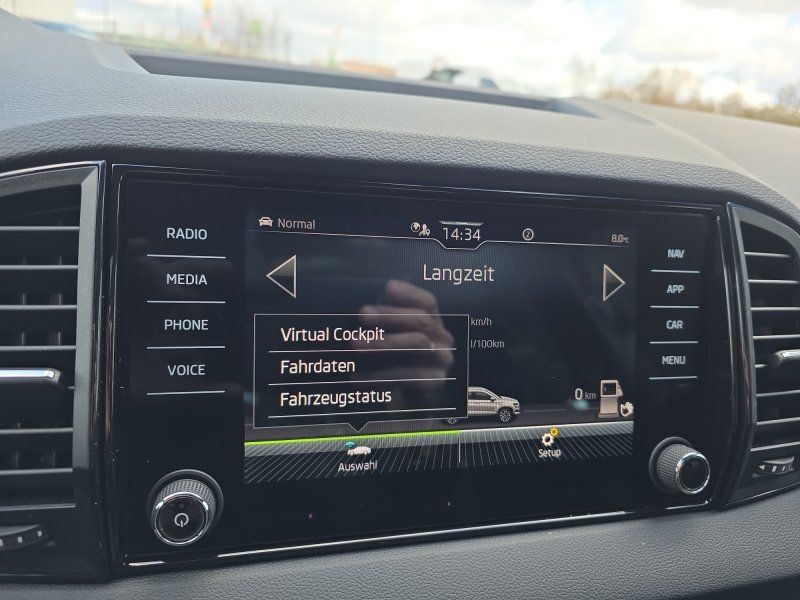 RADIO
MEDIA
PHONE
VOICE
Normal
14:34
2
8.0°C
Langzeit
km/h
l/100km
Virtual Cockpit
Fahrdaten
Fahrzeugstatus
0 km
Auswahl
Setup
NAV
APP
CAR
MENU